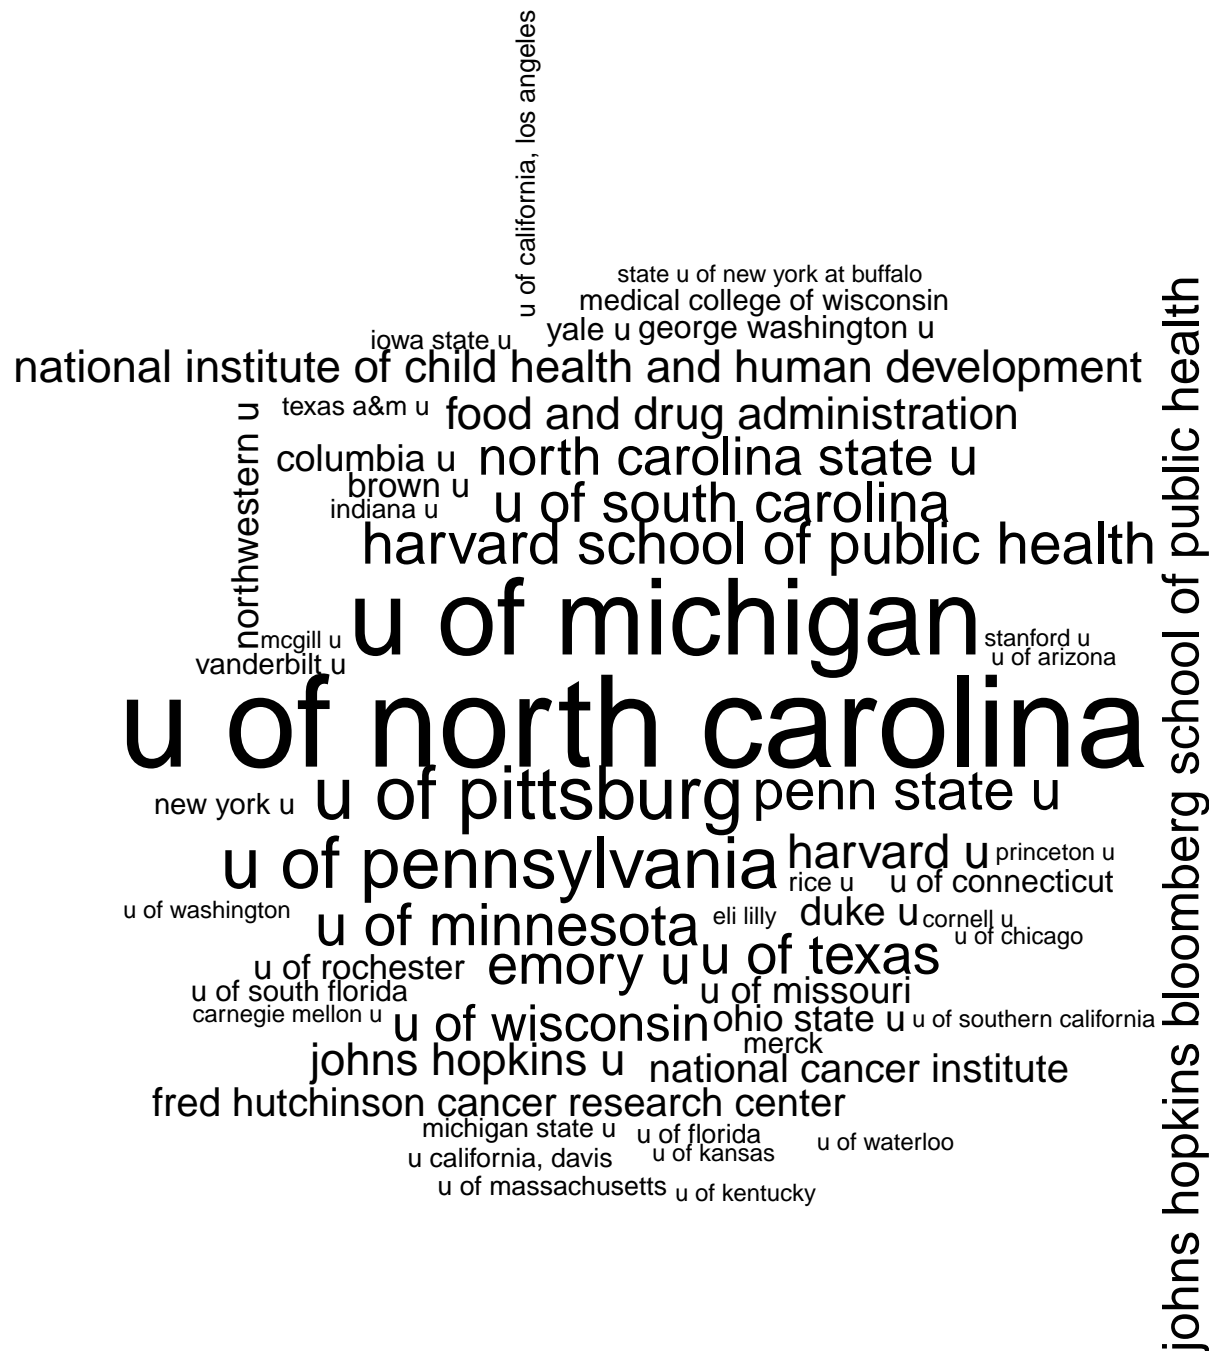 u of california, los angeles
state u of new york at buffalo
medical college of wisconsin
yale u
george washington u
iowa state u
national institute of child health and human development
johns hopkins bloomberg school of public health
northwestern u
texas a&m u
food and drug administration
columbia u
north carolina state u
brown u
u of south carolina
indiana u
harvard school of public health
u of michigan
mcgill u
stanford u
vanderbilt u
u of arizona
u of north carolina
new york u
u of pittsburg
penn state u
u of pennsylvania
harvard u
princeton u
rice u
u of connecticut
u of washington
u of minnesota
eli lilly
duke u
cornell u
u of chicago
u of rochester
emory u
u of texas
u of south florida
u of missouri
carnegie mellon u
u of wisconsin
ohio state u
u of southern california
merck
johns hopkins u
national cancer institute
fred hutchinson cancer research center
michigan state u
u of florida
u of waterloo
u california, davis
u of kansas
u of massachusetts
u of kentucky